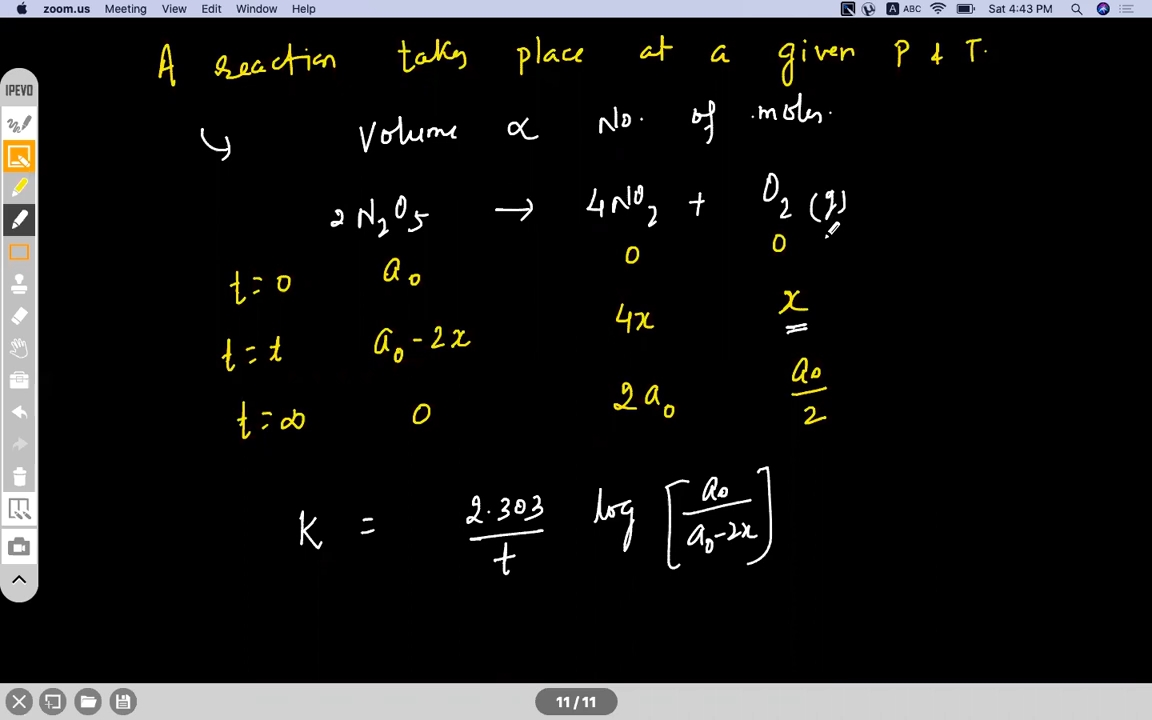 zoom.us Meeting View Edit Window Help ABC Sat 4:43 PM
A reaction takes place at a given P & T.
IPEVO
↳ Volume ∝ No. of moles.
2N₂O₅ → 4NO₂ + O₂ (g)
t = 0 a₀ 0 0
t = t a₀ - 2x 4x x
t = ∞ 0 2a₀ a₀/2
K = 2.303/t log [a₀/(a₀-2x)]
11/11